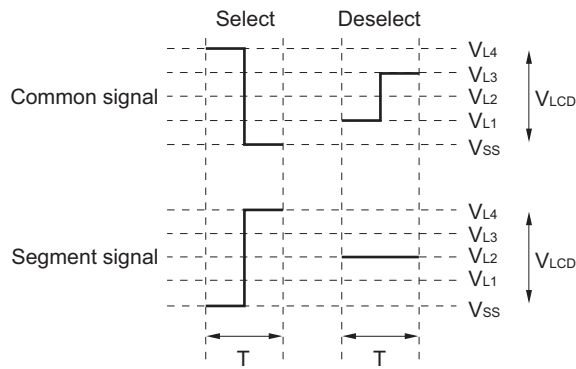 Select Deselect
Common signal
VL4
VL3
VL2
VL1
VSS
VLCD
Segment signal
VL4
VL3
VL2
VL1
VSS
VLCD
T T